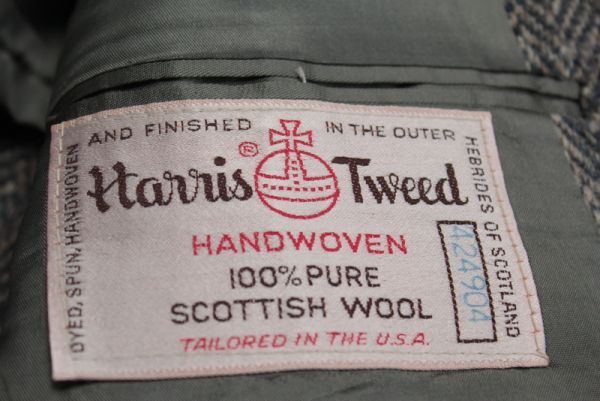 DYED, SPUN, HANDWOVEN
AND FINISHED
IN THE OUTER
HEBRIDES OF SCOTLAND
Harris ® Tweed
HANDWOVEN
100% PURE
SCOTTISH WOOL
TAILORED IN THE U.S.A.
424904